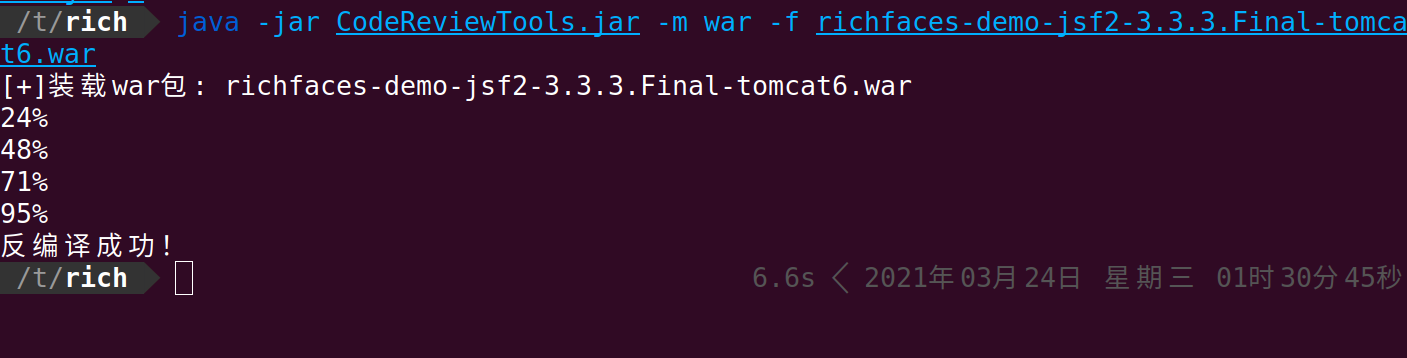 /t/rich java -jar CodeReviewTools.jar -m war -f richfaces-demo-jsf2-3.3.3.Final-tomca
t6.war
[+]装载war包: richfaces-demo-jsf2-3.3.3.Final-tomcat6.war
24%
48%
71%
95%
反编译成功!
/t/rich 6.6s 2021年03月24日 星期三 01时30分45秒